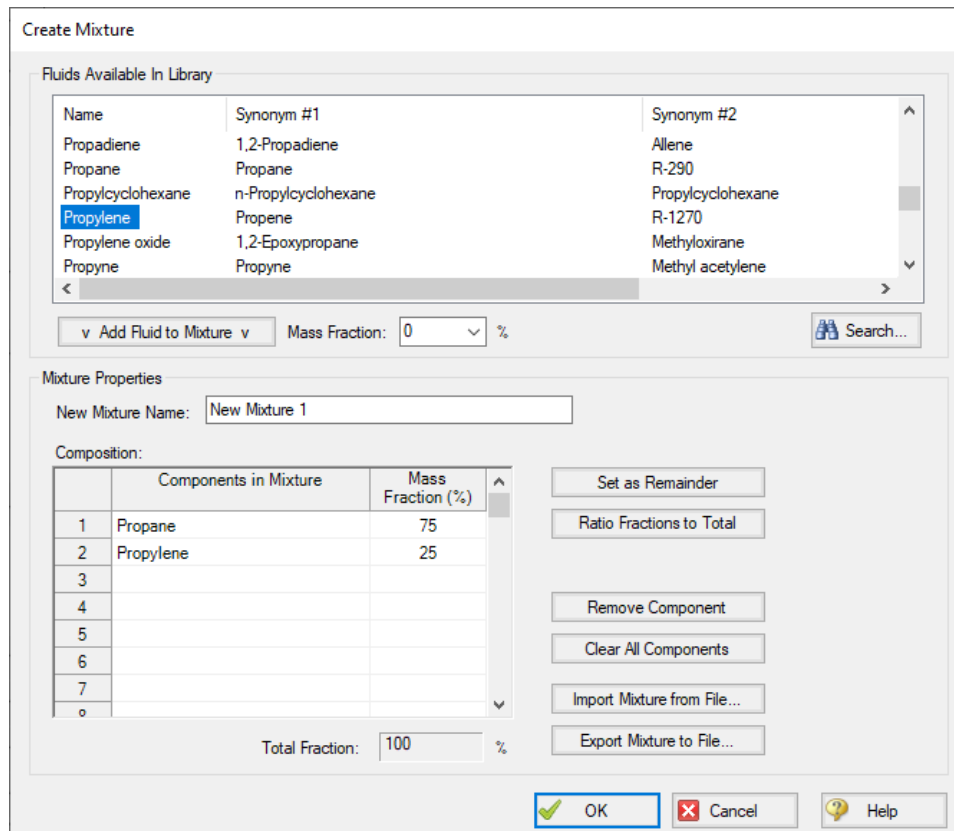 Create Mixture
Fluids Available In Library
Name Synonym #1 Synonym #2
Propadiene 1,2-Propadiene Allene
Propane Propane R-290
Propylcyclohexane n-Propylcyclohexane Propylcyclohexane
Propylene Propene R-1270
Propylene oxide 1,2-Epoxypropane Methyloxirane
Propyne Propyne Methyl acetylene
v Add Fluid to Mixture v Mass Fraction: 0 % Search...
Mixture Properties
New Mixture Name: New Mixture 1
Composition:
Components in Mixture Mass Fraction (%)
1 Propane 75
2 Propylene 25
3
4
5
6
7
8
Total Fraction: 100 %
Set as Remainder
Ratio Fractions to Total
Remove Component
Clear All Components
Import Mixture from File...
Export Mixture to File...
OK Cancel Help